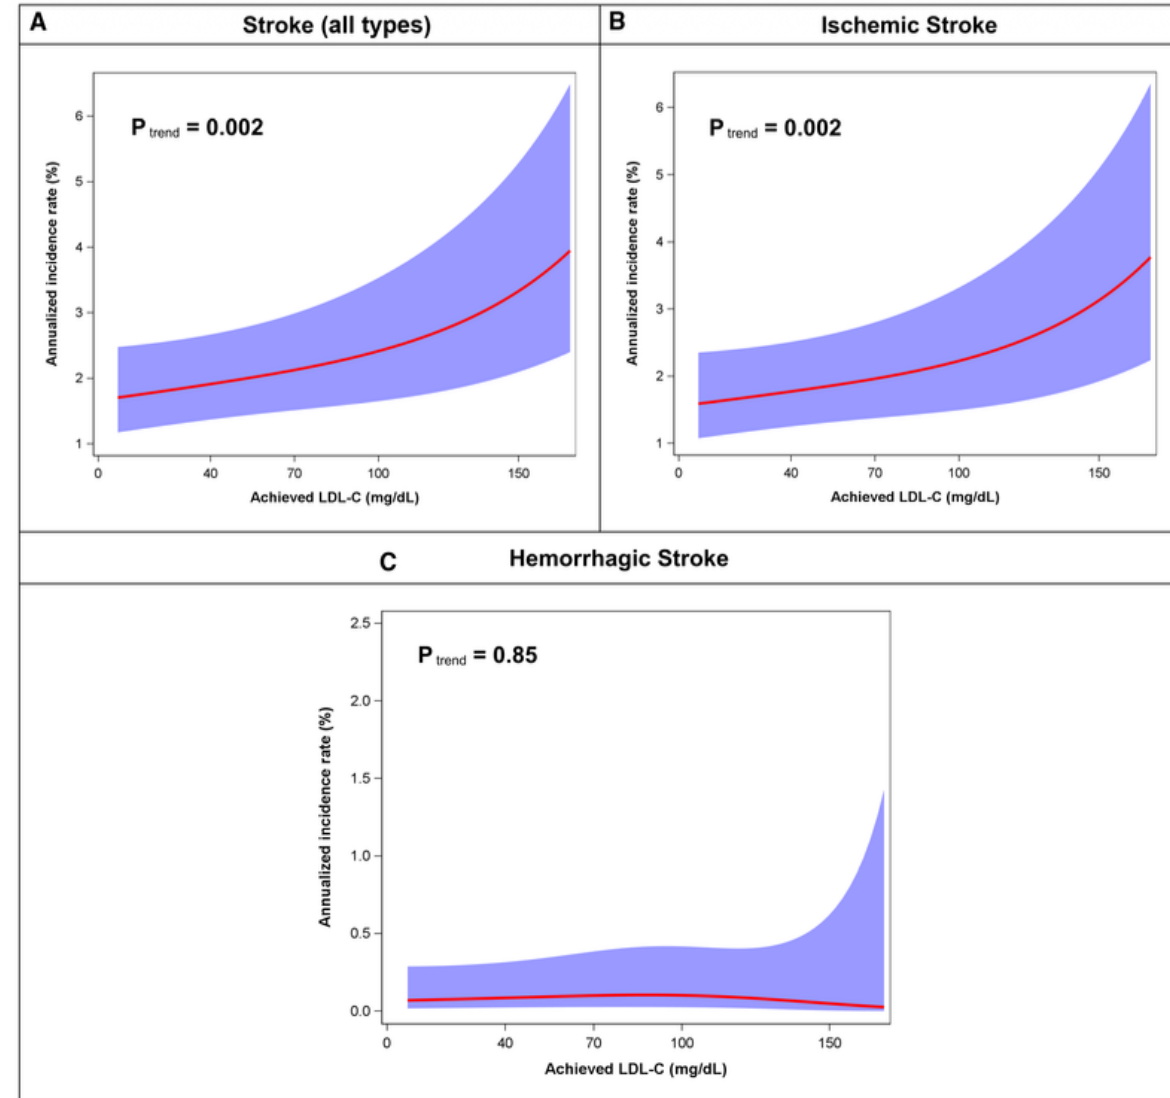 A Stroke (all types)
B Ischemic Stroke
P trend = 0.002
Annualized incidence rate (%)
6
5
4
3
2
1
0 40 70 100 150
Achieved LDL-C (mg/dL)
P trend = 0.002
Annualized incidence rate (%)
6
5
4
3
2
1
0 40 70 100 150
Achieved LDL-C (mg/dL)
C Hemorrhagic Stroke
P trend = 0.85
Annualized incidence rate (%)
2.5
2.0
1.5
1.0
0.5
0.0
0 40 70 100 150
Achieved LDL-C (mg/dL)